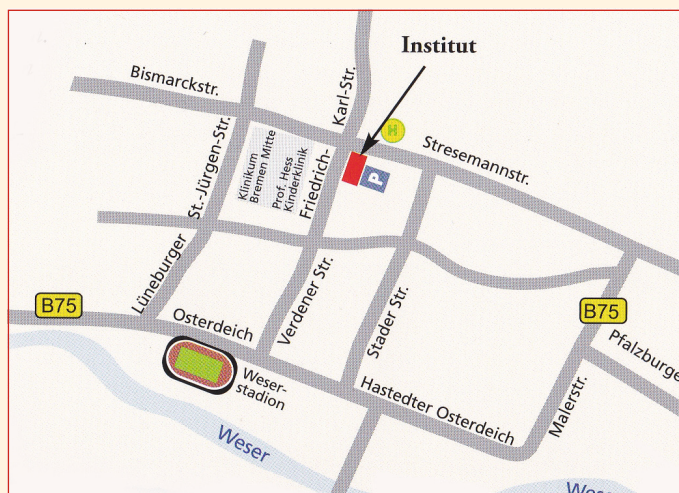 Institut
Bismarckstr.
Karl-Str.
Friedrich-
H
Stresemannstr.
St.-Jürgen-Str.
Klinikum
Bremen Mitte
Prof. Hess
Kinderklinik
P
Lüneburger
Verdener Str.
Stader Str.
B75
B75
Osterdeich
Pfalzburge
Weser-
stadion
Hastedter Osterdeich
Malerstr.
Weser
Wes